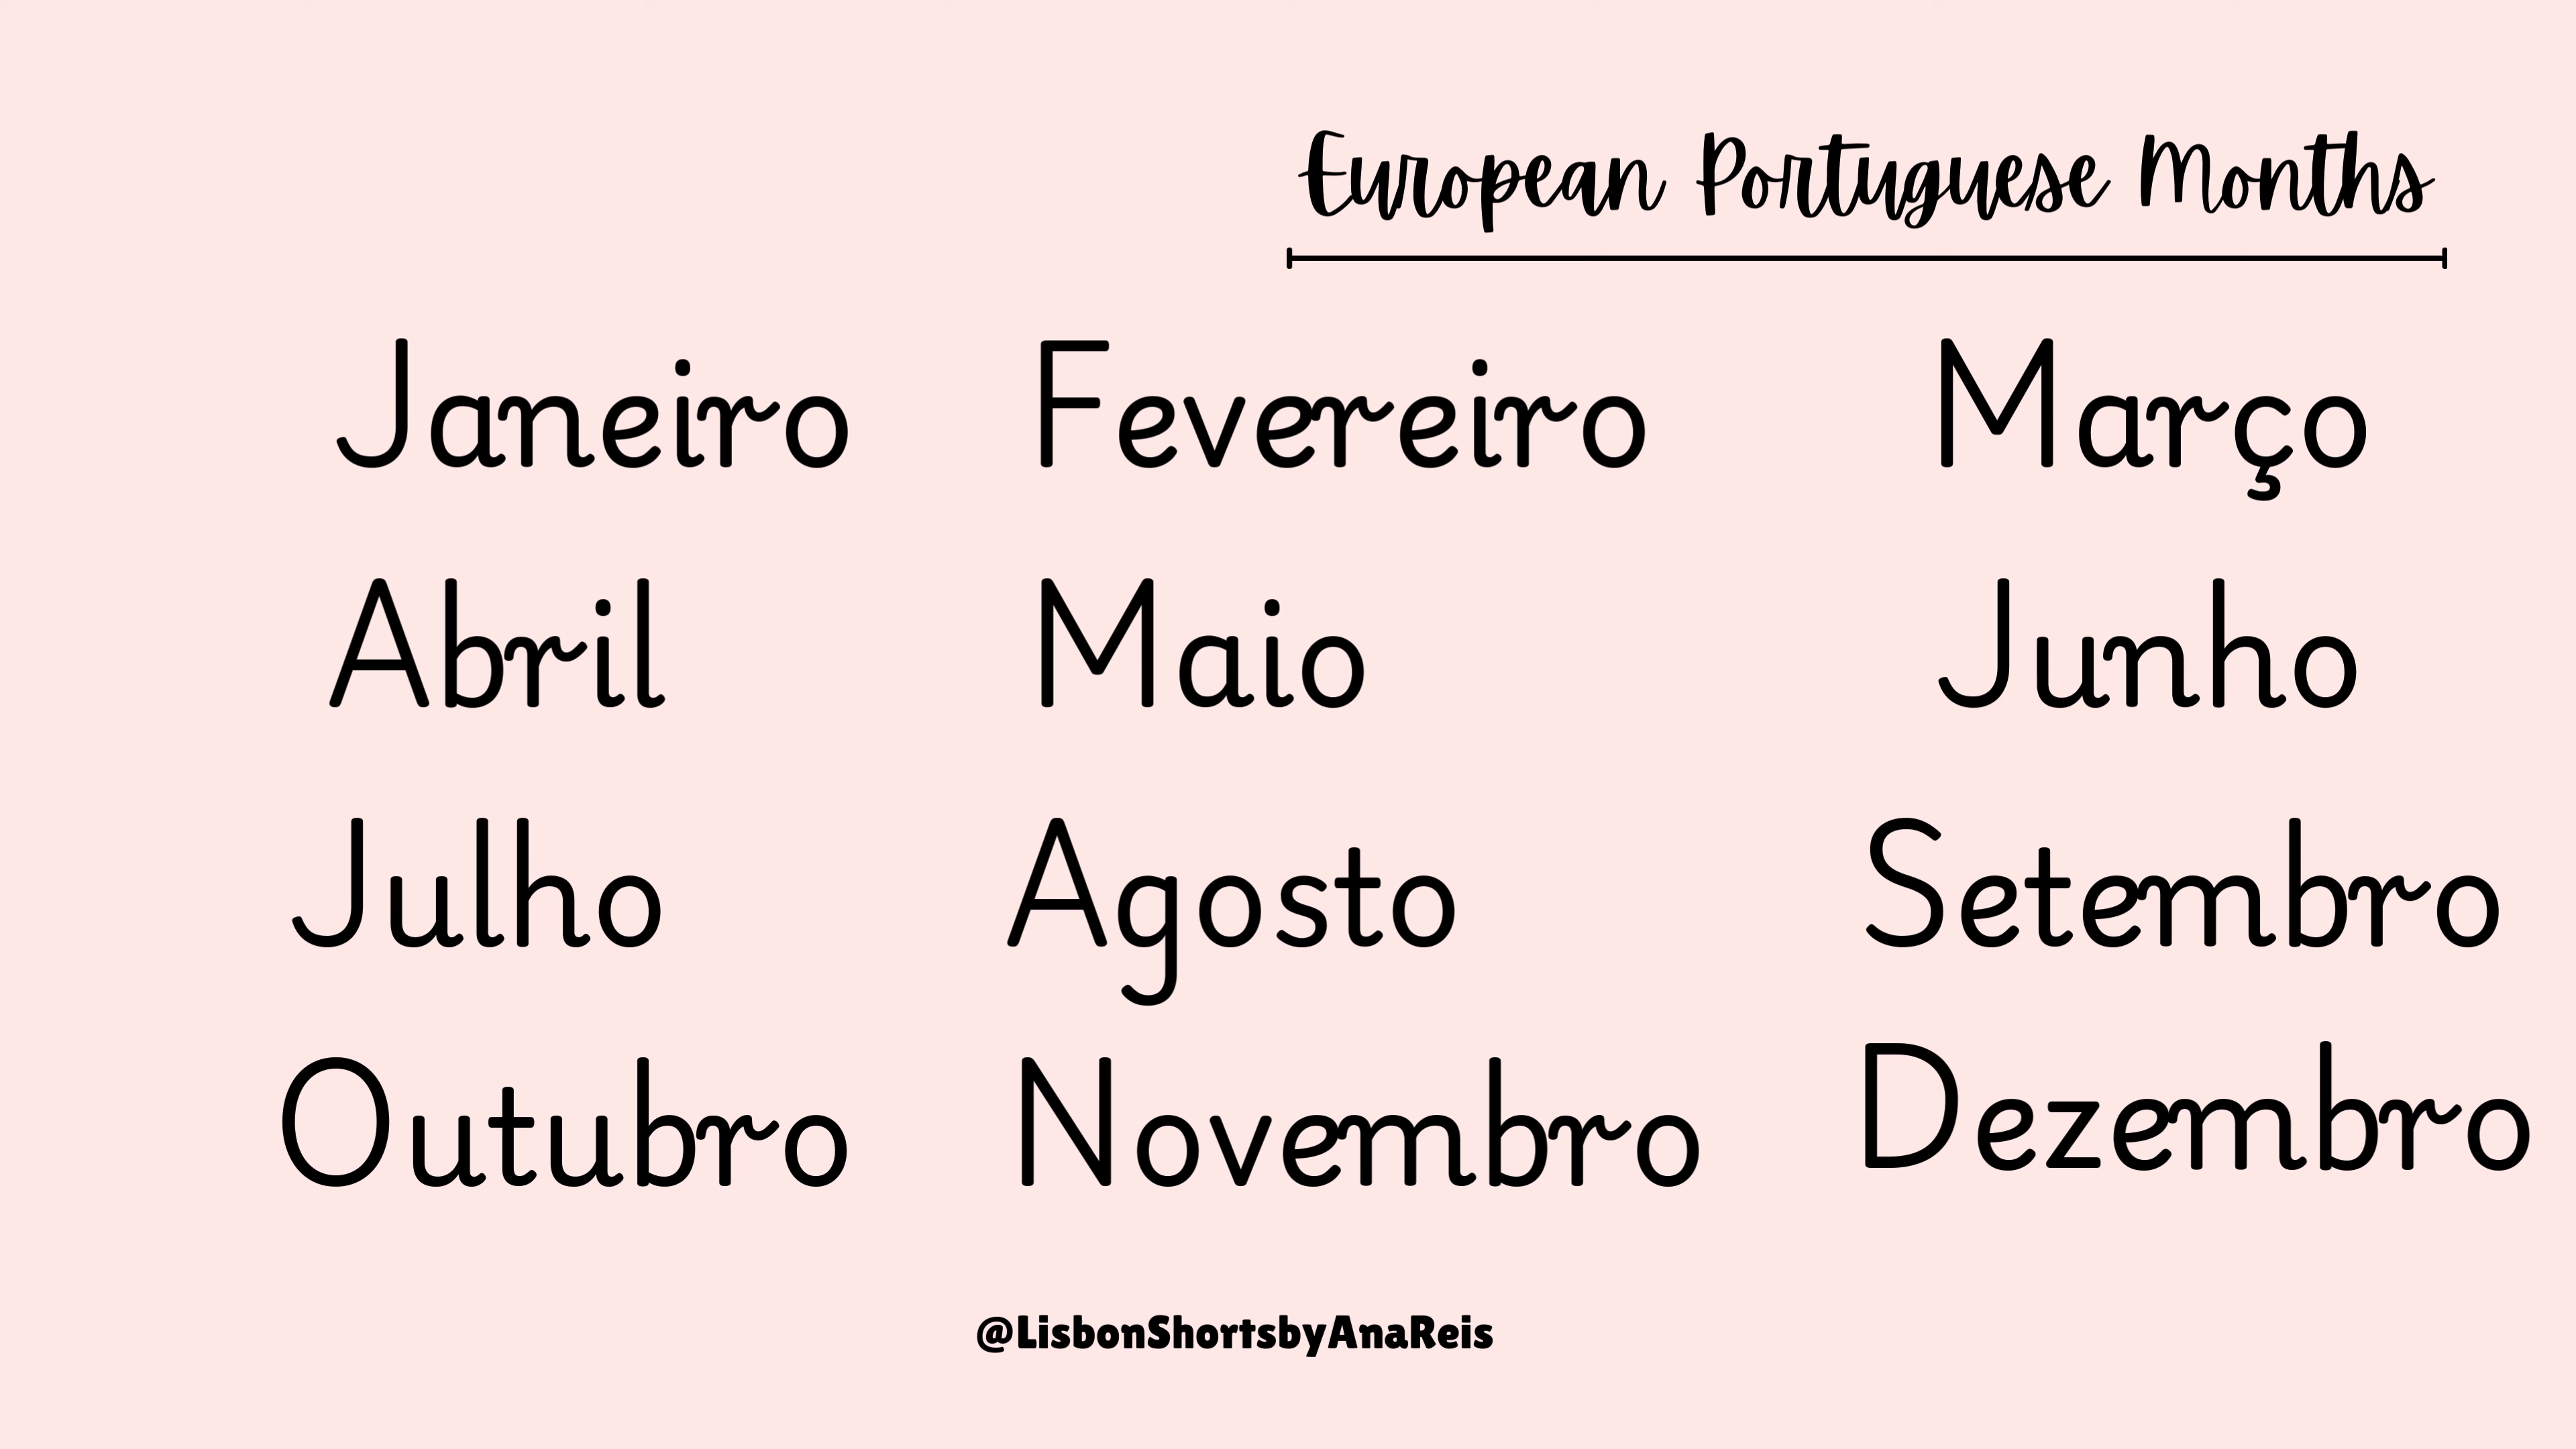 European Portuguese Months
Janeiro Fevereiro Março
Abril Maio Junho
Julho Agosto Setembro
Outubro Novembro Dezembro
@LisbonShortsbyAnaReis